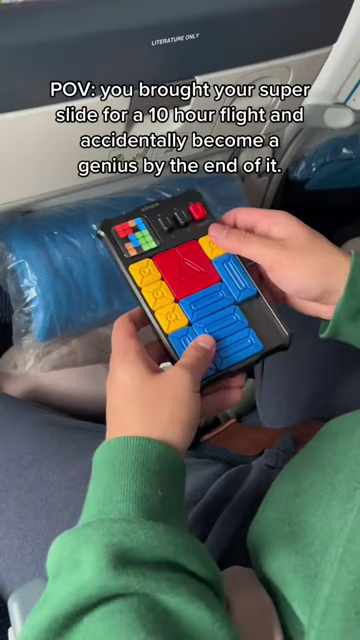 LITERATURE ONLY
POV: you brought your super
slide for a 10 hour flight and
accidentally become a
genius by the end of it.